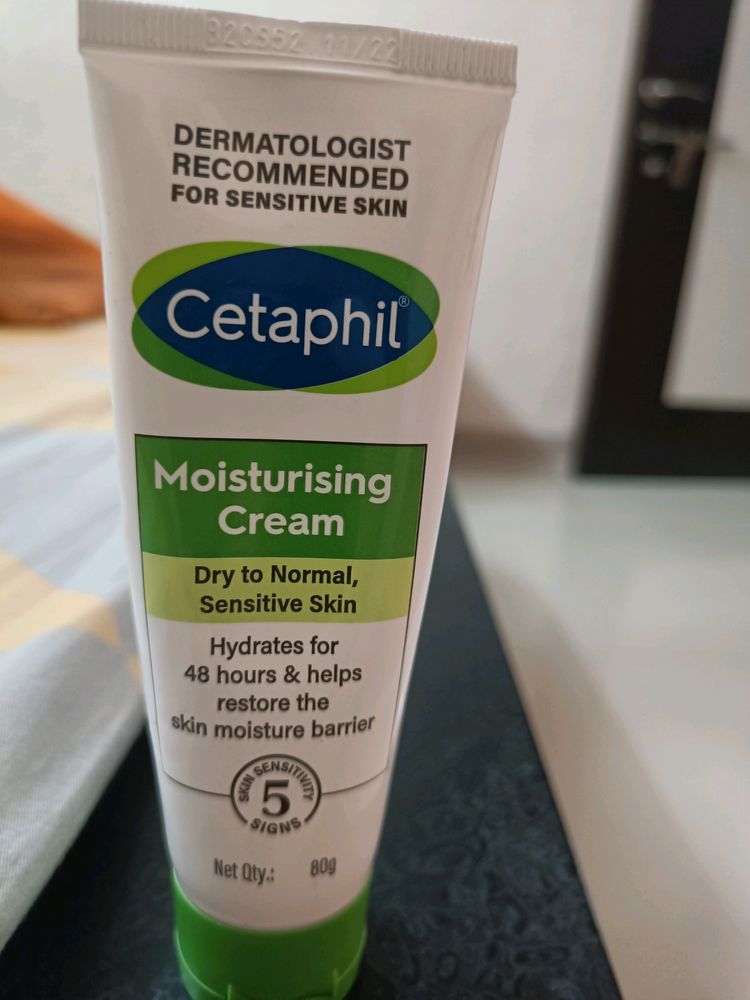 B2CS52 11/22
DERMATOLOGIST
RECOMMENDED
FOR SENSITIVE SKIN
Cetaphil®
Moisturising
Cream
Dry to Normal,
Sensitive Skin
Hydrates for
48 hours & helps
restore the
skin moisture barrier
SKIN SENSITIVITY
5
SIGNS
Net Qty.: 80g